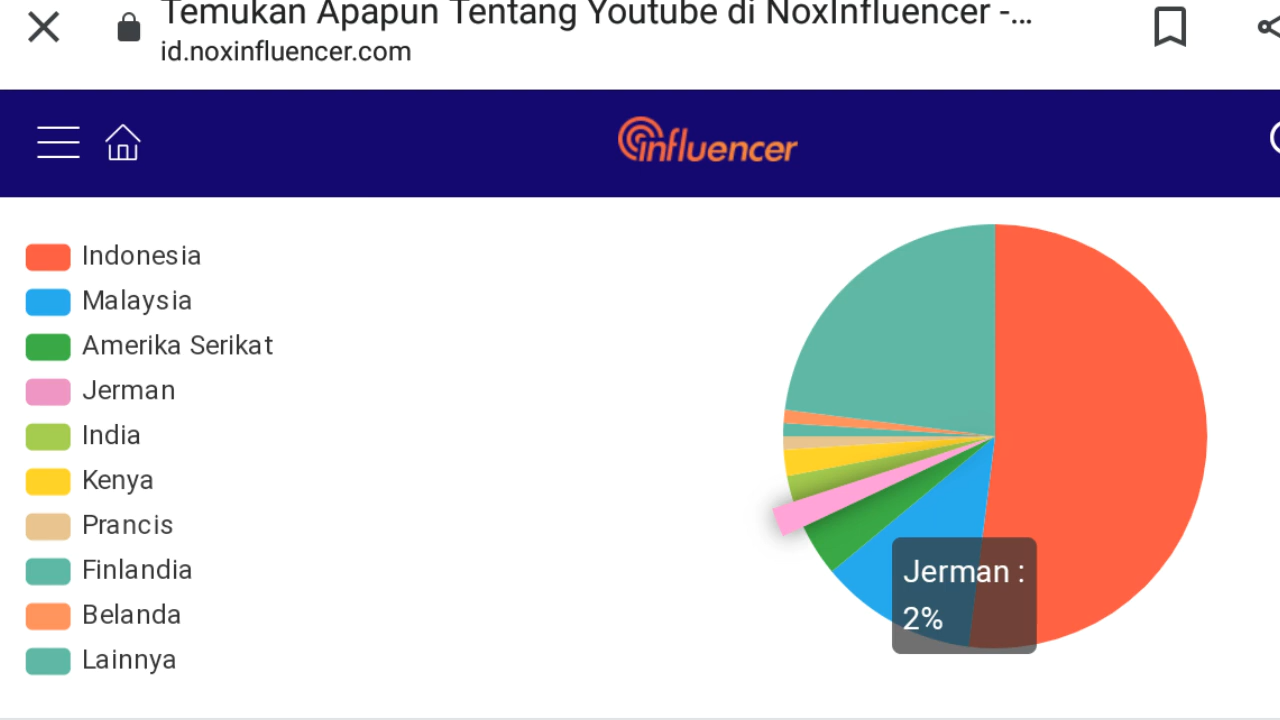 Temukan Apapun Tentang Youtube di NoxInfluencer -...
id.noxinfluencer.com
influencer
Indonesia
Malaysia
Amerika Serikat
Jerman
India
Kenya
Prancis
Finlandia
Belanda
Lainnya
Jerman :
2%